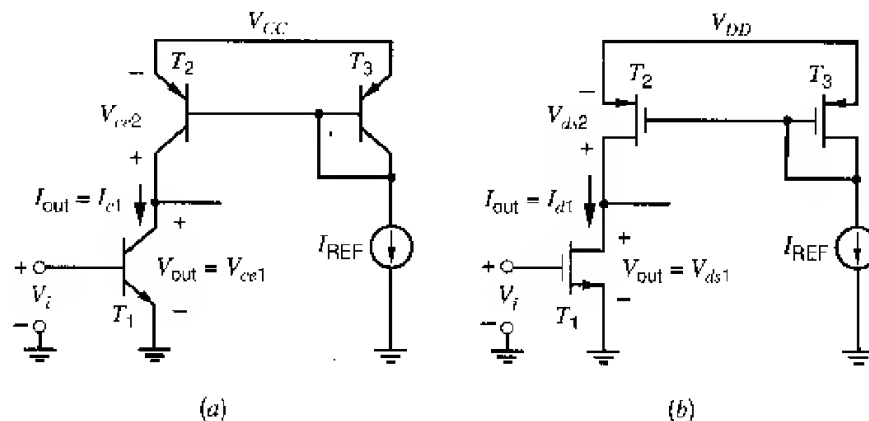 V_CC
T_2
T_3
−
V_ce2
+
I_out = I_c1
+
I_REF
+
V_i
V_out = V_ce1
−
T_1
−
(a)
V_DD
T_2
T_3
−
V_ds2
+
I_out = I_d1
+
I_REF
+
V_i
V_out = V_ds1
−
T_1
−
(b)